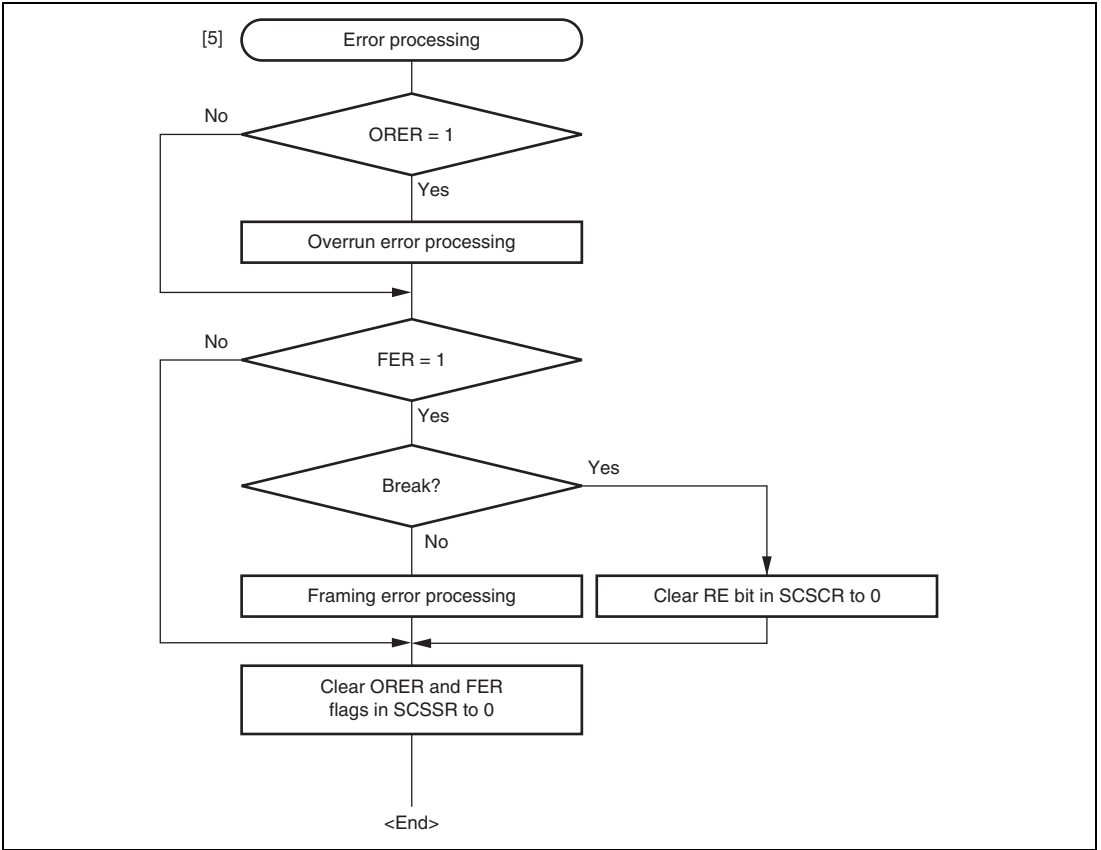 [5]
Error processing
No
ORER = 1
Yes
Overrun error processing
No
FER = 1
Yes
Yes
Break?
No
Framing error processing
Clear RE bit in SCSCR to 0
Clear ORER and FER
flags in SCSSR to 0
<End>